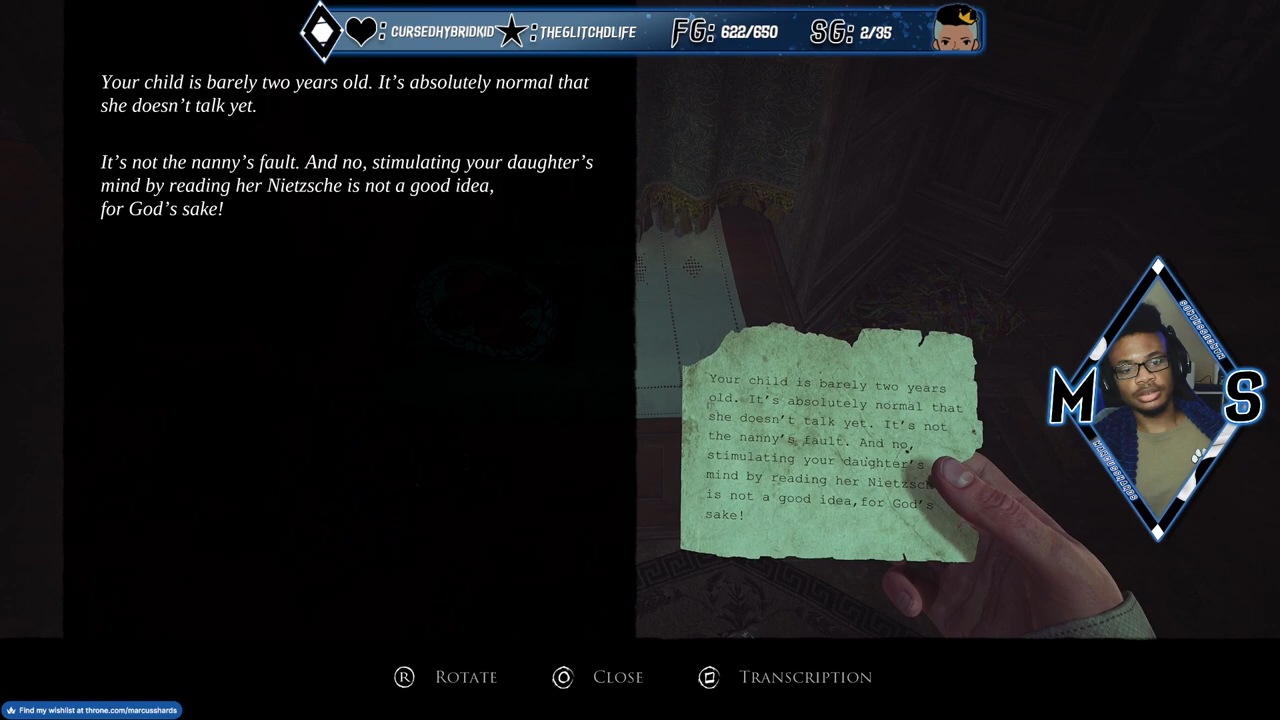 : CURSEDHYBRIDKID : THEGLITCHDLIFE FG: 622/650 SG: 2/35
Your child is barely two years old. It's absolutely normal that
she doesn't talk yet.
It's not the nanny's fault. And no, stimulating your daughter's
mind by reading her Nietzsche is not a good idea,
for God's sake!
Your child is barely two years
old. It's absolutely normal that
she doesn't talk yet. It's not
the nanny's fault. And no,
stimulating your daughter's
mind by reading her Nietzsch
is not a good idea,for God's
sake!
M S
MARCUSSHARDS
MARCUSSHARDS
R ROTATE CLOSE TRANSCRIPTION
Find my wishlist at throne.com/marcusshards